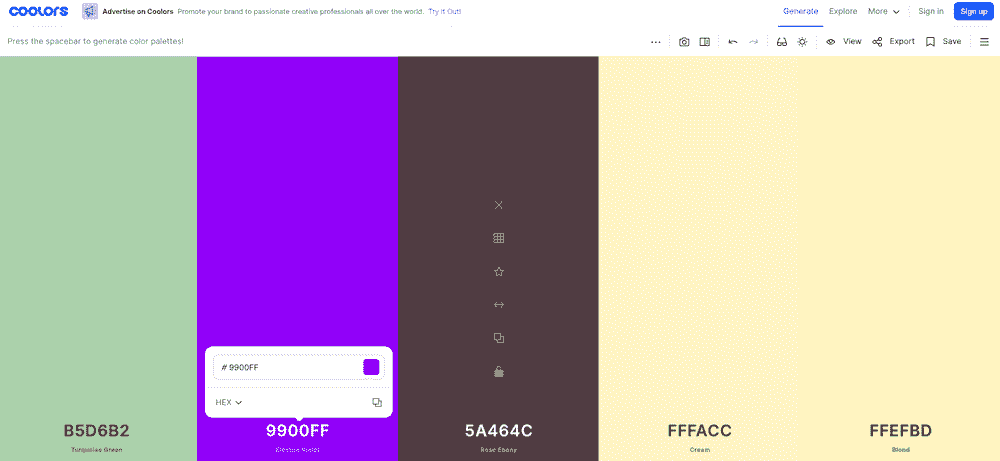 coolors Advertise on Coolors Promote your brand to passionate creative professionals all over the world. Try it Out! Generate Explore More Sign in Sign up
Press the spacebar to generate color palettes! View Export Save
# 9900FF
HEX
B5D6B2 9900FF 5A464C FFFACC FFEFBD
Turquoise Green Electric Violet Rose Ebony Cream Blond